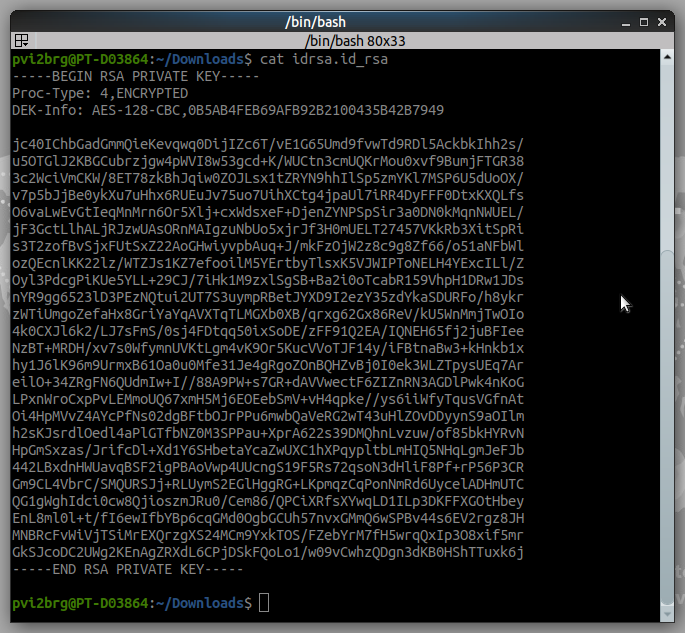 /bin/bash
/bin/bash 80x33
pvi2brg@PT-D03864:~/Downloads$ cat idrsa.id_rsa
-----BEGIN RSA PRIVATE KEY-----
Proc-Type: 4,ENCRYPTED
DEK-Info: AES-128-CBC,0B5AB4FEB69AFB92B2100435B42B7949

jc40IChbGadGmmQieKevqwq0DijIZc6T/vE1G65Umd9fvwTd9RDl5AckbkIhh2s/
u5OTGlJ2KBGCubrzjgw4pWVI8w53gcd+K/WUCtn3cmUQKrMou0xvf9BumjFTGR38
3c2WciVmCKW/8ET78zkBhJqiw0ZOJLsx1tZRYN9hhIlSp5zmYKl7MSP6U5dUoOX/
v7p5bJjBe0ykXu7uHhx6RUEuJv75uo7UihXCtg4jpaUl7iRR4DyFFF0DtxKXQLfs
O6vaLwEvGtIeqMnMrn6Or5Xlj+cxWdsxeF+DjenZYNPSpSir3a0DN0kMqnNWUEL/
jF3GctLlhALjRJzwUAsORnMAIgzuNbUo5xjrJf3H0mUELT27457VKkRb3XitSpRi
s3T2zofBvSjxFUtSxZ22AoGHwiyvpbAuq+J/mkFzOjW2z8c9g8Zf66/o51aNFbWl
ozQEcnlKK22lz/WTZJs1KZ7efooilM5YErtbyTlsxK5VJWIPToNELH4YExcILl/Z
Oyl3PdcgPiKUe5YLL+29CJ/7iHk1M9zxlSgSB+Ba2i0oTcabR159VhpH1DRw1JDs
nYR9gg6523lD3PEzNQtui2UT7S3uympRBetJYXD9I2ezY35zdYkaSDURFo/h8ykr
zWTiUmgoZefaHx8GriYaYqAVXTqTLMGXb0XB/qrxg62Gx86ReV/kU5WnMmjTwOIo
4k0CXJl6k2/LJ7sFmS/0sj4FDtqq50ixSoDE/zFF91Q2EA/IQNEH65fj2juBFIee
NzBT+MRDH/xv7s0WfymnUVKtLgm4vK9Or5KucVVoTJF14y/iFBtnaBw3+kHnkb1x
hy1J6lK96m9UrmxB61Oa0u0Mfe31Je4gRgoZOnBQHZvBj0I0ek3WLZTpysUEq7Ar
eilO+34ZRgFN6QUdmIw+I//88A9PW+s7GR+dAVVwectF6ZIZnRN3AGDlPwk4nKoG
LPxnWroCxpPvLEMmoUQ67xmH5Mj6EOEebSmV+vH4qpke//ys6iiWfyTqusVGfnAt
Oi4HpMVvZ4AYcPfNs02dgBFtbOJrPPu6mwbQaVeRG2wT43uHlZOvDDyynS9aOIlm
h2sKJsrdlOedl4aPlGTfbNZ0M3SPPau+XprA622s39DMQhnLvzuw/of85bkHYRvN
HpGmSxzas/JrifcDl+Xd1Y6SHbetaYcaZwUXC1hXPqypltbLmHIQ5NHqLgmJeFJb
442LBxdnHWUavqBSF2igPBAoVwp4UUcngS19F5Rs72qsoN3dHliF8Pf+rP56P3CR
Gm9CL4VbrC/SMQURSJj+RLUymS2EGlHggRG+LKpmqzCqPonNmRd6UycelADHmUTC
QG1gWghIdci0cw8QjioszmJRu0/Cem86/QPCiXRfsXYwqLD1ILp3DKFFXGOtHbey
EnL8ml0l+t/fI6ewIfbYBp6cqGMd0OgbGCUh57nvxGMmQ6wSPBv44s6EV2rgz8JH
MNBRcFvWiVjTSiMrEXQrzgXS24MCm9YxkTOS/FZebYrM7fH5wrqQxIp3O8xif5mr
GkSJcoDC2UWg2KEnAgZRXdL6CPjDSkFQoLo1/w09vCwhzQDgn3dKB0HShTTuxk6j
-----END RSA PRIVATE KEY-----

pvi2brg@PT-D03864:~/Downloads$